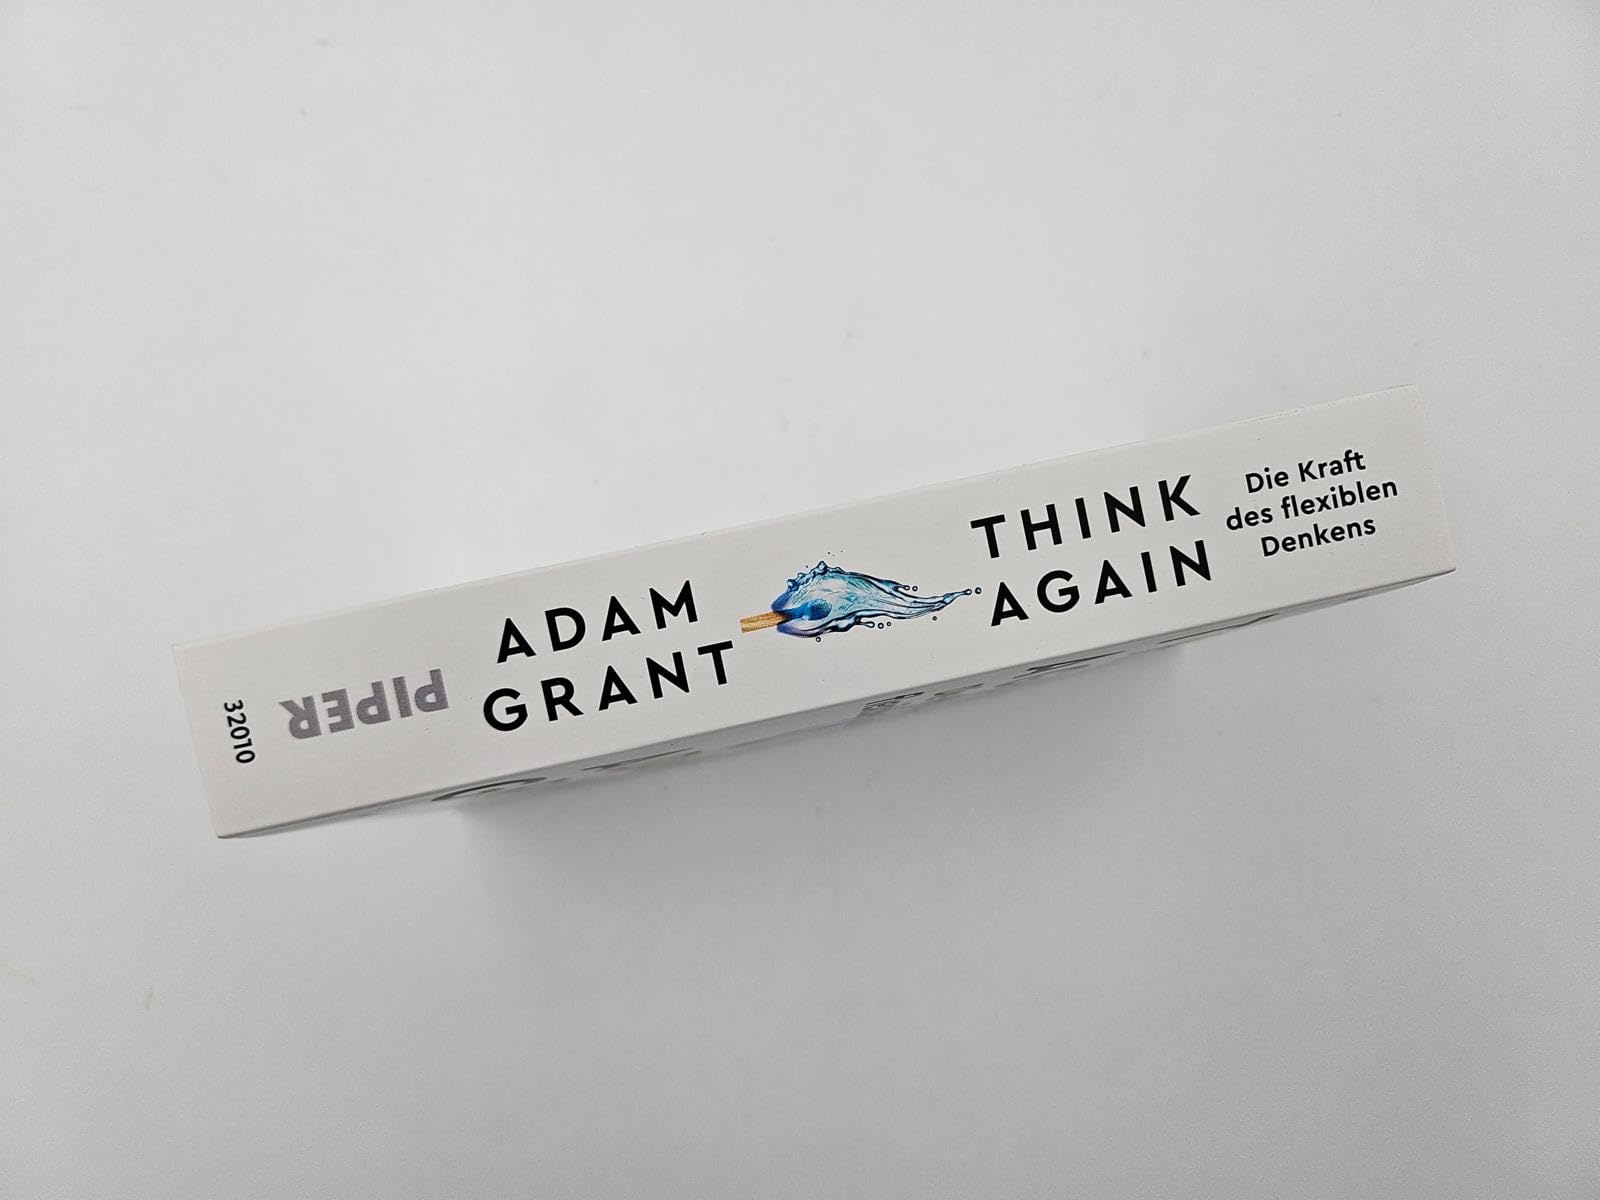 32010
PIPER
ADAM
GRANT
THINK
AGAIN
Die Kraft
des flexiblen
Denkens